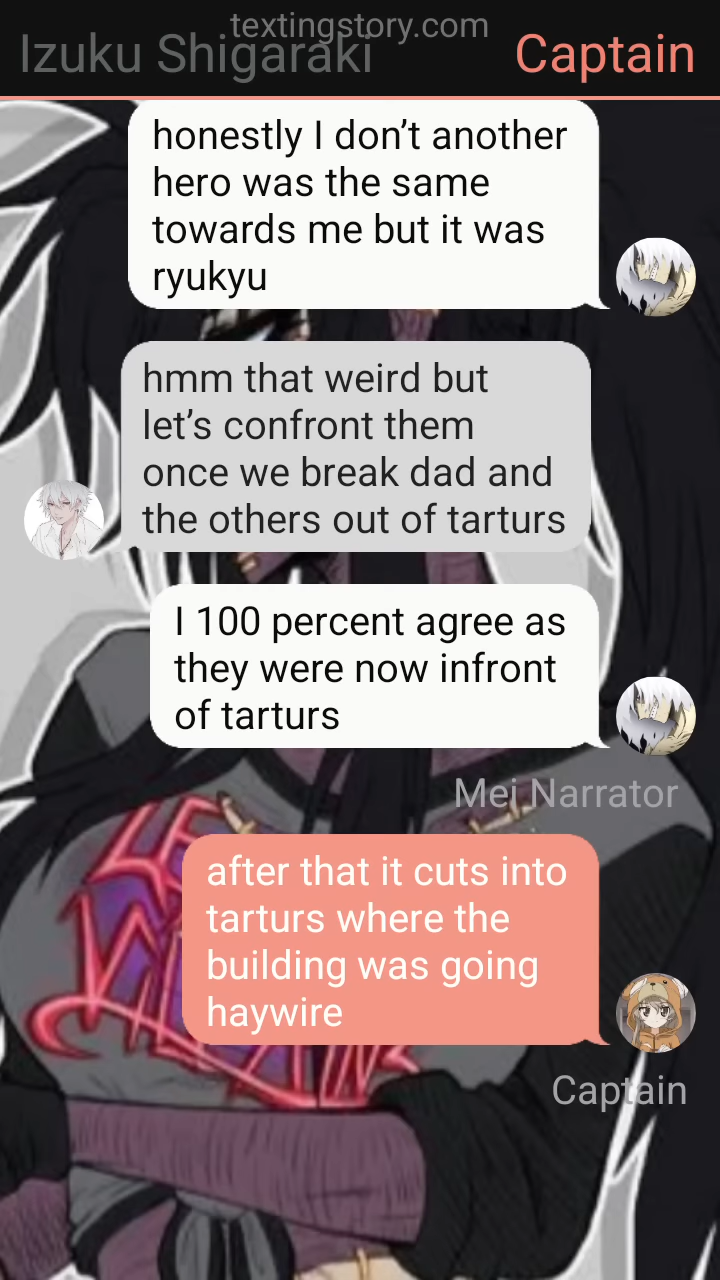 textingstory.com
Izuku Shigaraki
Captain
honestly I don’t another
hero was the same
towards me but it was
ryukyu
hmm that weird but
let’s confront them
once we break dad and
the others out of tarturs
I 100 percent agree as
they were now infront
of tarturs
Mei Narrator
after that it cuts into
tarturs where the
building was going
haywire
Captain